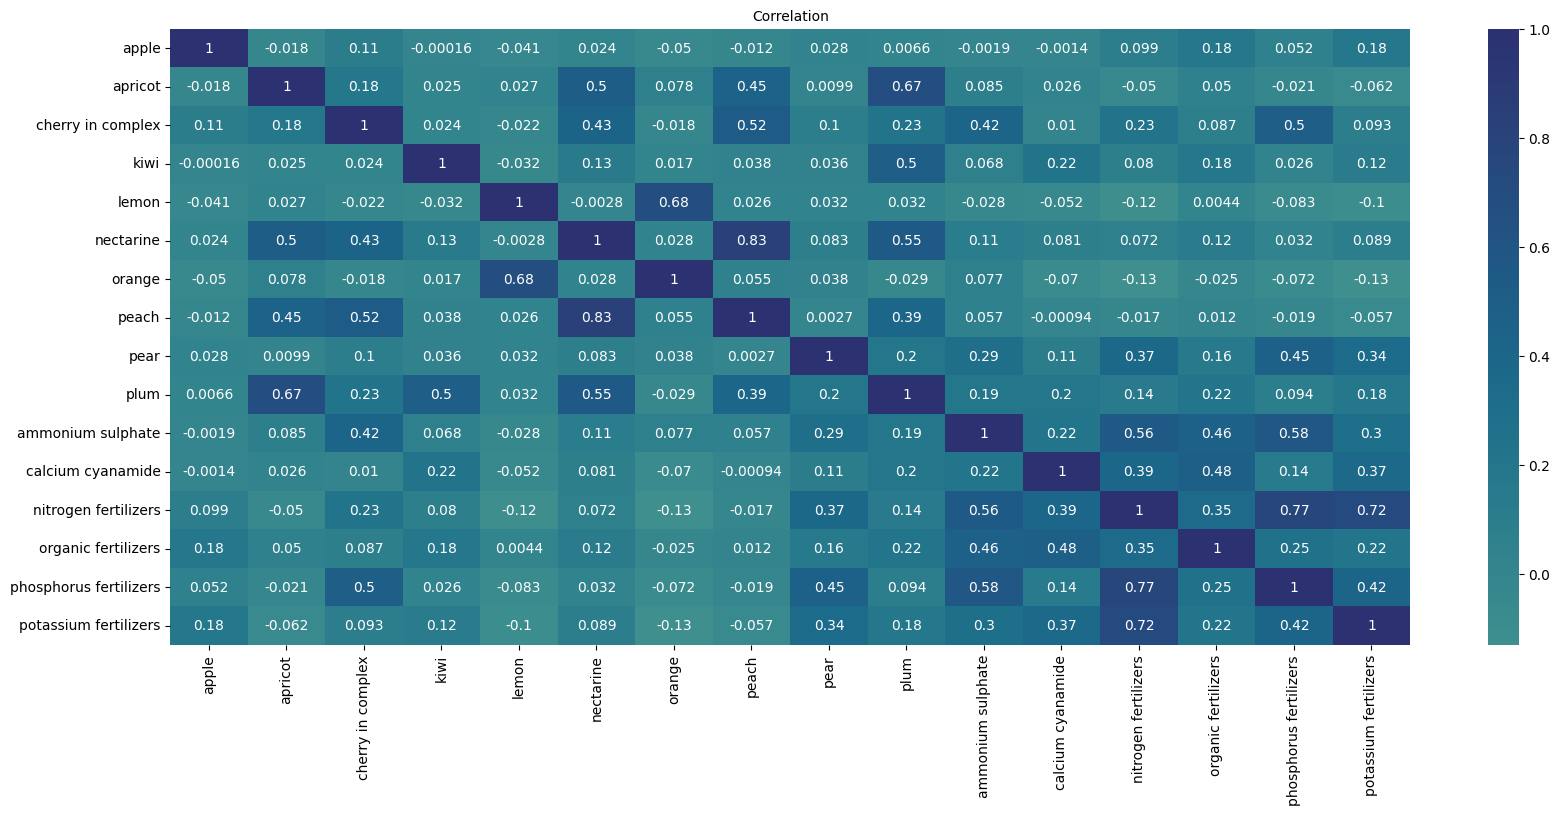 Correlation
apple 1 -0.018 0.11 -0.00016 -0.041 0.024 -0.05 -0.012 0.028 0.0066 -0.0019 -0.0014 0.099 0.18 0.052 0.18
apricot -0.018 1 0.18 0.025 0.027 0.5 0.078 0.45 0.0099 0.67 0.085 0.026 -0.05 0.05 -0.021 -0.062
cherry in complex 0.11 0.18 1 0.024 -0.022 0.43 -0.018 0.52 0.1 0.23 0.42 0.01 0.23 0.087 0.5 0.093
kiwi -0.00016 0.025 0.024 1 -0.032 0.13 0.017 0.038 0.036 0.5 0.068 0.22 0.08 0.18 0.026 0.12
lemon -0.041 0.027 -0.022 -0.032 1 -0.0028 0.68 0.026 0.032 0.032 -0.028 -0.052 -0.12 0.0044 -0.083 -0.1
nectarine 0.024 0.5 0.43 0.13 -0.0028 1 0.028 0.83 0.083 0.55 0.11 0.081 0.072 0.12 0.032 0.089
orange -0.05 0.078 -0.018 0.017 0.68 0.028 1 0.055 0.038 -0.029 0.077 -0.07 -0.13 -0.025 -0.072 -0.13
peach -0.012 0.45 0.52 0.038 0.026 0.83 0.055 1 0.0027 0.39 0.057 -0.00094 -0.017 0.012 -0.019 -0.057
pear 0.028 0.0099 0.1 0.036 0.032 0.083 0.038 0.0027 1 0.2 0.29 0.11 0.37 0.16 0.45 0.34
plum 0.0066 0.67 0.23 0.5 0.032 0.55 -0.029 0.39 0.2 1 0.19 0.2 0.14 0.22 0.094 0.18
ammonium sulphate -0.0019 0.085 0.42 0.068 -0.028 0.11 0.077 0.057 0.29 0.19 1 0.22 0.56 0.46 0.58 0.3
calcium cyanamide -0.0014 0.026 0.01 0.22 -0.052 0.081 -0.07 -0.00094 0.11 0.2 0.22 1 0.39 0.48 0.14 0.37
nitrogen fertilizers 0.099 -0.05 0.23 0.08 -0.12 0.072 -0.13 -0.017 0.37 0.14 0.56 0.39 1 0.35 0.77 0.72
organic fertilizers 0.18 0.05 0.087 0.18 0.0044 0.12 -0.025 0.012 0.16 0.22 0.46 0.48 0.35 1 0.25 0.22
phosphorus fertilizers 0.052 -0.021 0.5 0.026 -0.083 0.032 -0.072 -0.019 0.45 0.094 0.58 0.14 0.77 0.25 1 0.42
potassium fertilizers 0.18 -0.062 0.093 0.12 -0.1 0.089 -0.13 -0.057 0.34 0.18 0.3 0.37 0.72 0.22 0.42 1
apple
apricot
cherry in complex
kiwi
lemon
nectarine
orange
peach
pear
plum
ammonium sulphate
calcium cyanamide
nitrogen fertilizers
organic fertilizers
phosphorus fertilizers
potassium fertilizers
1.0
0.8
0.6
0.4
0.2
0.0